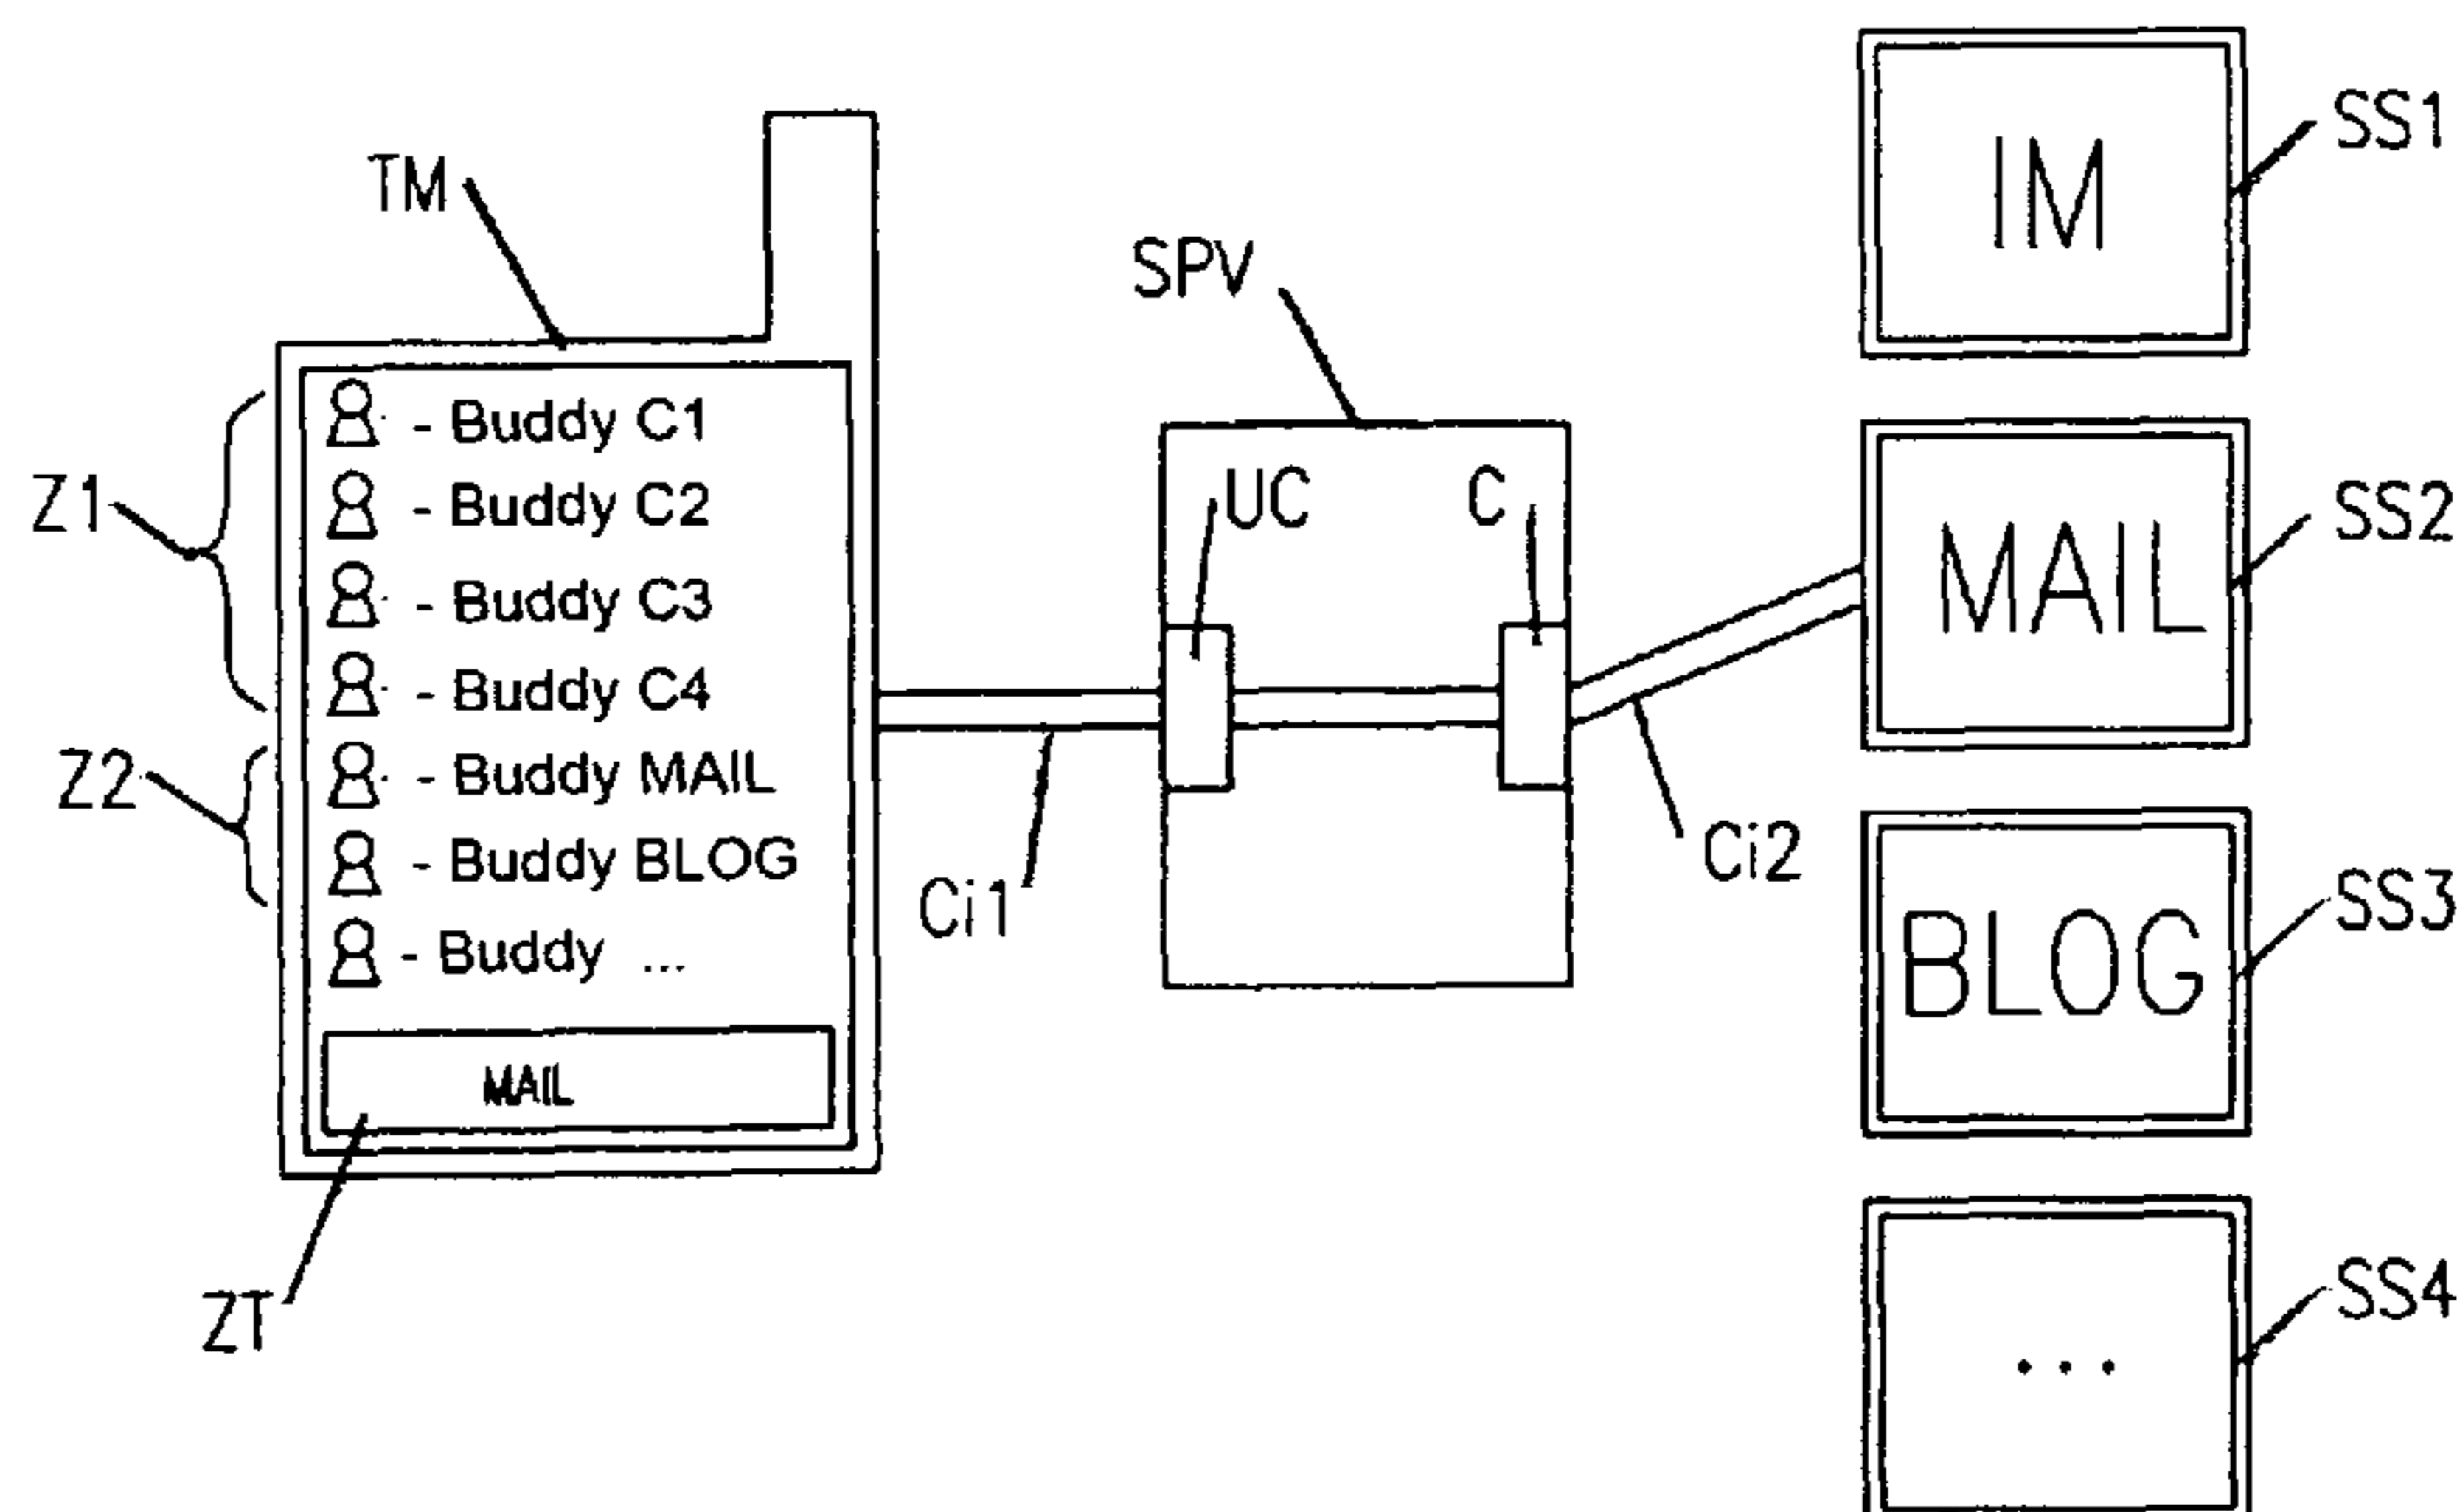 TM
Z1
Z2
- Buddy C1
- Buddy C2
- Buddy C3
- Buddy C4
- Buddy MAIL
- Buddy BLOG
- Buddy ...
MAIL
ZT
Ci1
SPV
UC
C
Ci2
IM
SS1
MAIL
SS2
BLOG
SS3
...
SS4